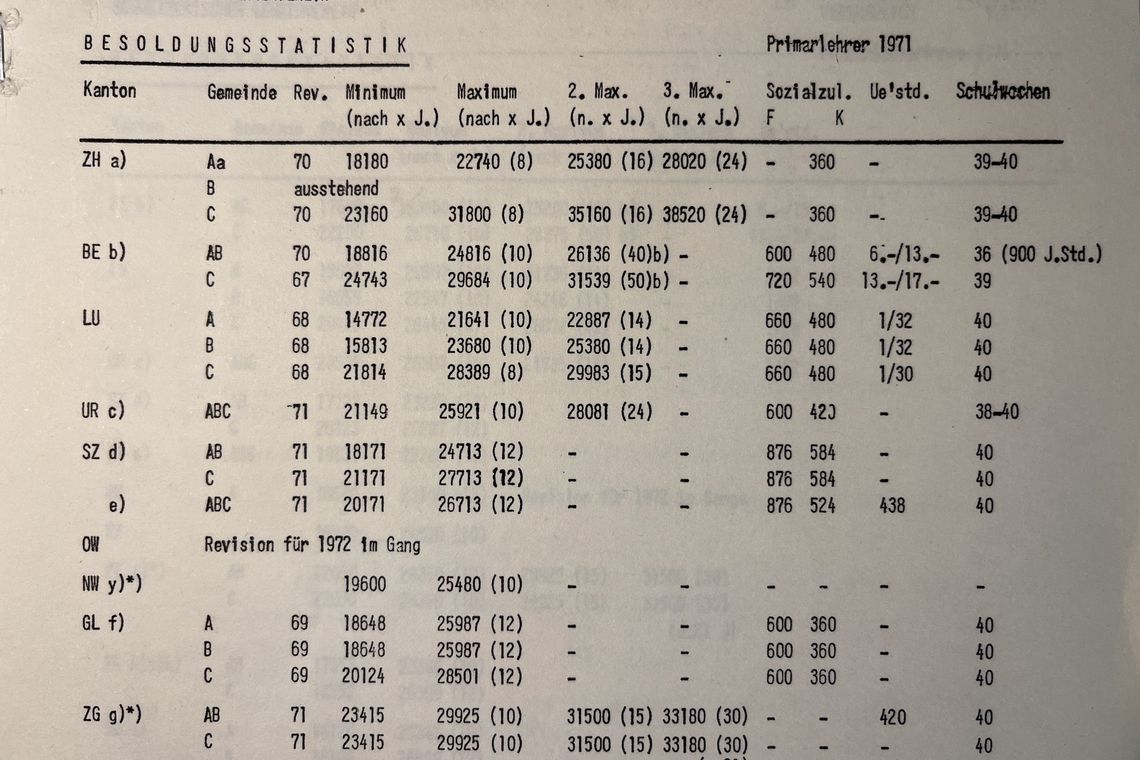 BESOLDUNGSSTATISTIK Primarlehrer 1971
Kanton Gemeinde Rev. Minimum Maximum 2. Max. 3. Max. Sozialzul. Ue'std. Schulwochen
(nach x J.) (nach x J.) (n. x J.) (n. x J.) F K
ZH a) Aa 70 18180 22740 (8) 25380 (16) 28020 (24) - 360 - 39-40
B ausstehend
C 70 23160 31800 (8) 35160 (16) 38520 (24) - 360 -. 39-40
BE b) AB 70 18816 24816 (10) 26136 (40)b) - 600 480 6.-/13.- 36 (900 J.Std.)
C 67 24743 29684 (10) 31539 (50)b) - 720 540 13.-/17.- 39
LU A 68 14772 21641 (10) 22887 (14) - 660 480 1/32 40
B 68 15813 23680 (10) 25380 (14) - 660 480 1/32 40
C 68 21814 28389 (8) 29983 (15) - 660 480 1/30 40
UR c) ABC 71 21149 25921 (10) 28081 (24) - 600 420 - 38-40
SZ d) AB 71 18171 24713 (12) - - 876 584 - 40
C 71 21171 27713 (12) - - 876 584 - 40
e) ABC 71 20171 26713 (12) - - 876 524 438 40
OW Revision für 1972 im Gang
NW y)*) 19600 25480 (10) - - - - - -
GL f) A 69 18648 25987 (12) - - 600 360 - 40
B 69 18648 25987 (12) - - 600 360 - 40
C 69 20124 28501 (12) - - 600 360 - 40
ZG g)*) AB 71 23415 29925 (10) 31500 (15) 33180 (30) - - 420 40
C 71 23415 29925 (10) 31500 (15) 33180 (30) - - - 40